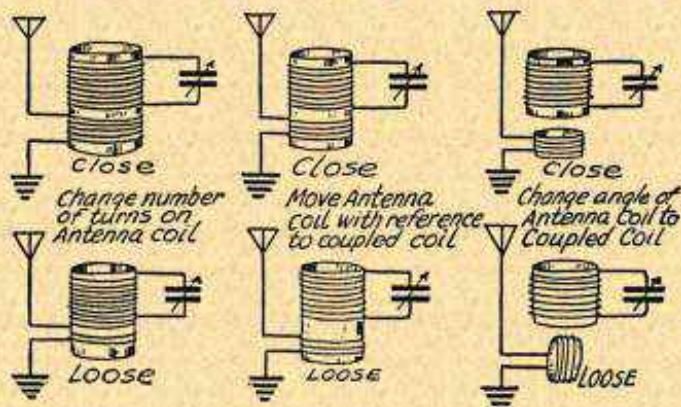 Close
Close
Close
Change number
of turns on
Antenna coil
Move Antenna
coil with reference
to coupled coil
Change angle of
Antenna coil to
Coupled Coil
Loose
Loose
LOOSE